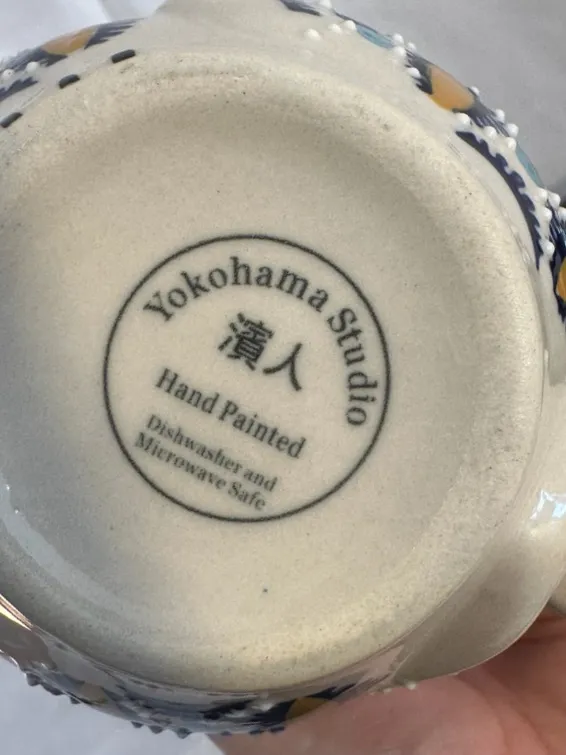 Yokohama Studio
濱人
Hand Painted
Dishwasher and
Microwave Safe